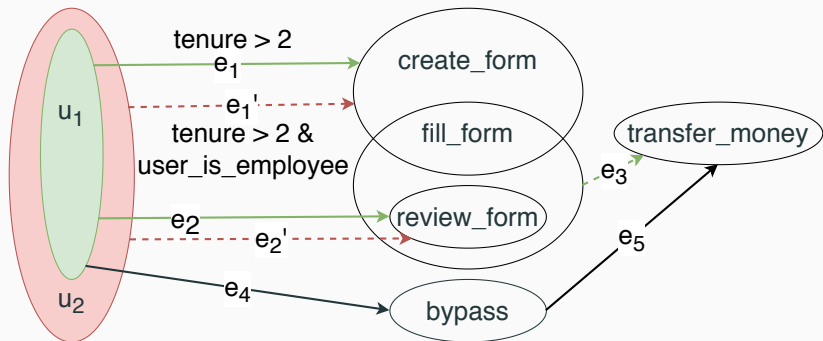 tenure > 2
e1
create_form
u1
e1'
tenure > 2 &
user_is_employee
fill_form
transfer_money
e3
e2
review_form
e2'
e5
e4
u2
bypass